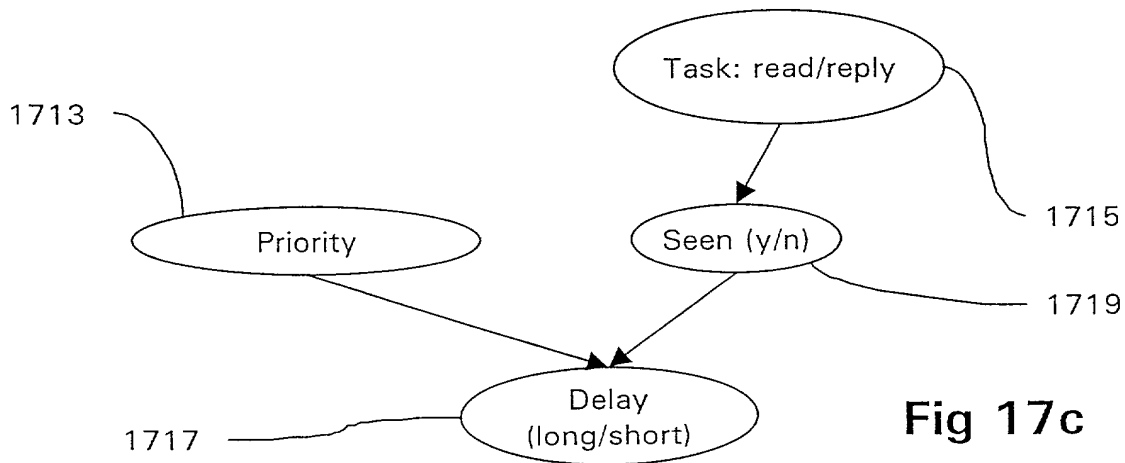 Task: read/reply
1713
1715
Priority
Seen (y/n)
1719
Delay
(long/short)
1717
Fig 17c